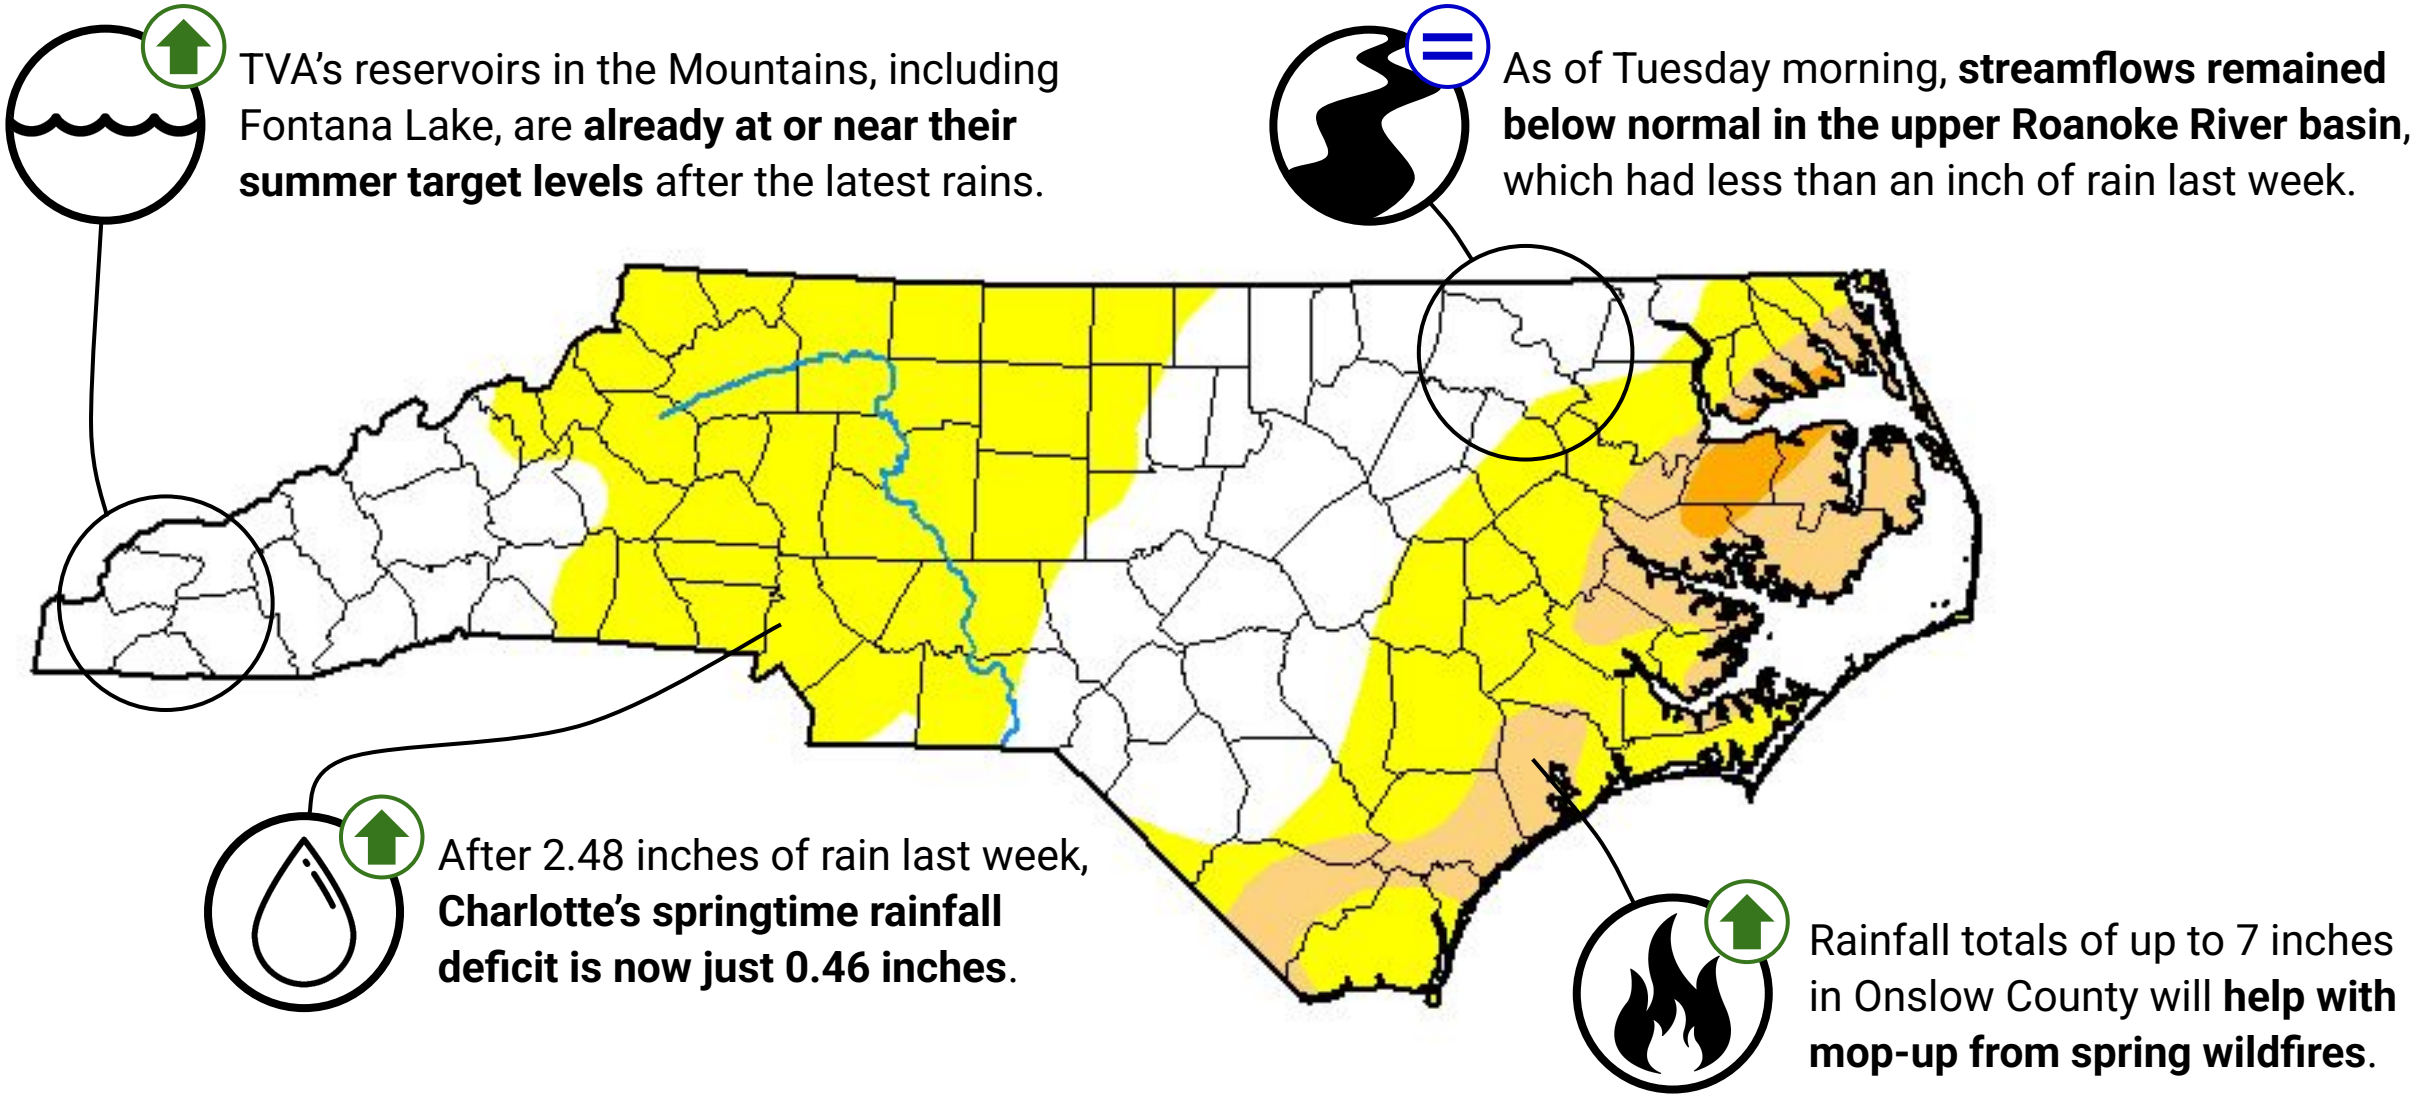 TVA’s reservoirs in the Mountains, including
Fontana Lake, are already at or near their
summer target levels after the latest rains.
As of Tuesday morning, streamflows remained
below normal in the upper Roanoke River basin,
which had less than an inch of rain last week.
After 2.48 inches of rain last week,
Charlotte’s springtime rainfall
deficit is now just 0.46 inches.
Rainfall totals of up to 7 inches
in Onslow County will help with
mop-up from spring wildfires.